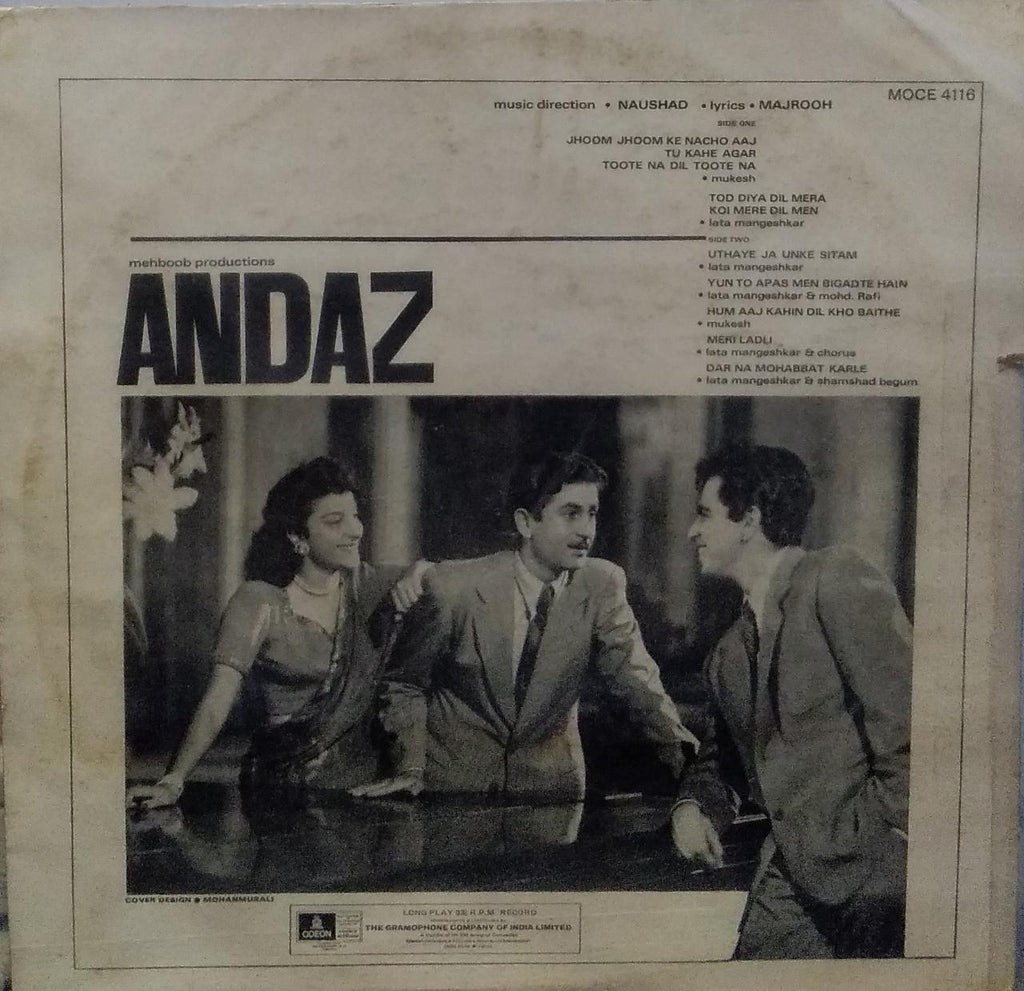 MOCE 4116
music direction • NAUSHAD • lyrics • MAJROOH
SIDE ONE
JHOOM JHOOM KE NACHO AAJ
TU KAHE AGAR
TOOTE NA DIL TOOTE NA
• mukesh
TOD DIYA DIL MERA
KOI MERE DIL MEN
• lata mangeshkar
SIDE TWO
UTHAYE JA UNKE SITAM
• lata mangeshkar
YUN TO APAS MEN BIGADTE HAIN
• lata mangeshkar & mohd. Rafi
HUM AAJ KAHIN DIL KHO BAITHE
• mukesh
MERI LADLI
• lata mangeshkar & chorus
DAR NA MOHABBAT KARLE
• lata mangeshkar & shamshad begum
mehboob productions
ANDAZ
COVER DESIGN • MOHANMURALI
ODEON
LONG PLAY 33⅓ R.P.M. RECORD
THE GRAMOPHONE COMPANY OF INDIA LIMITED